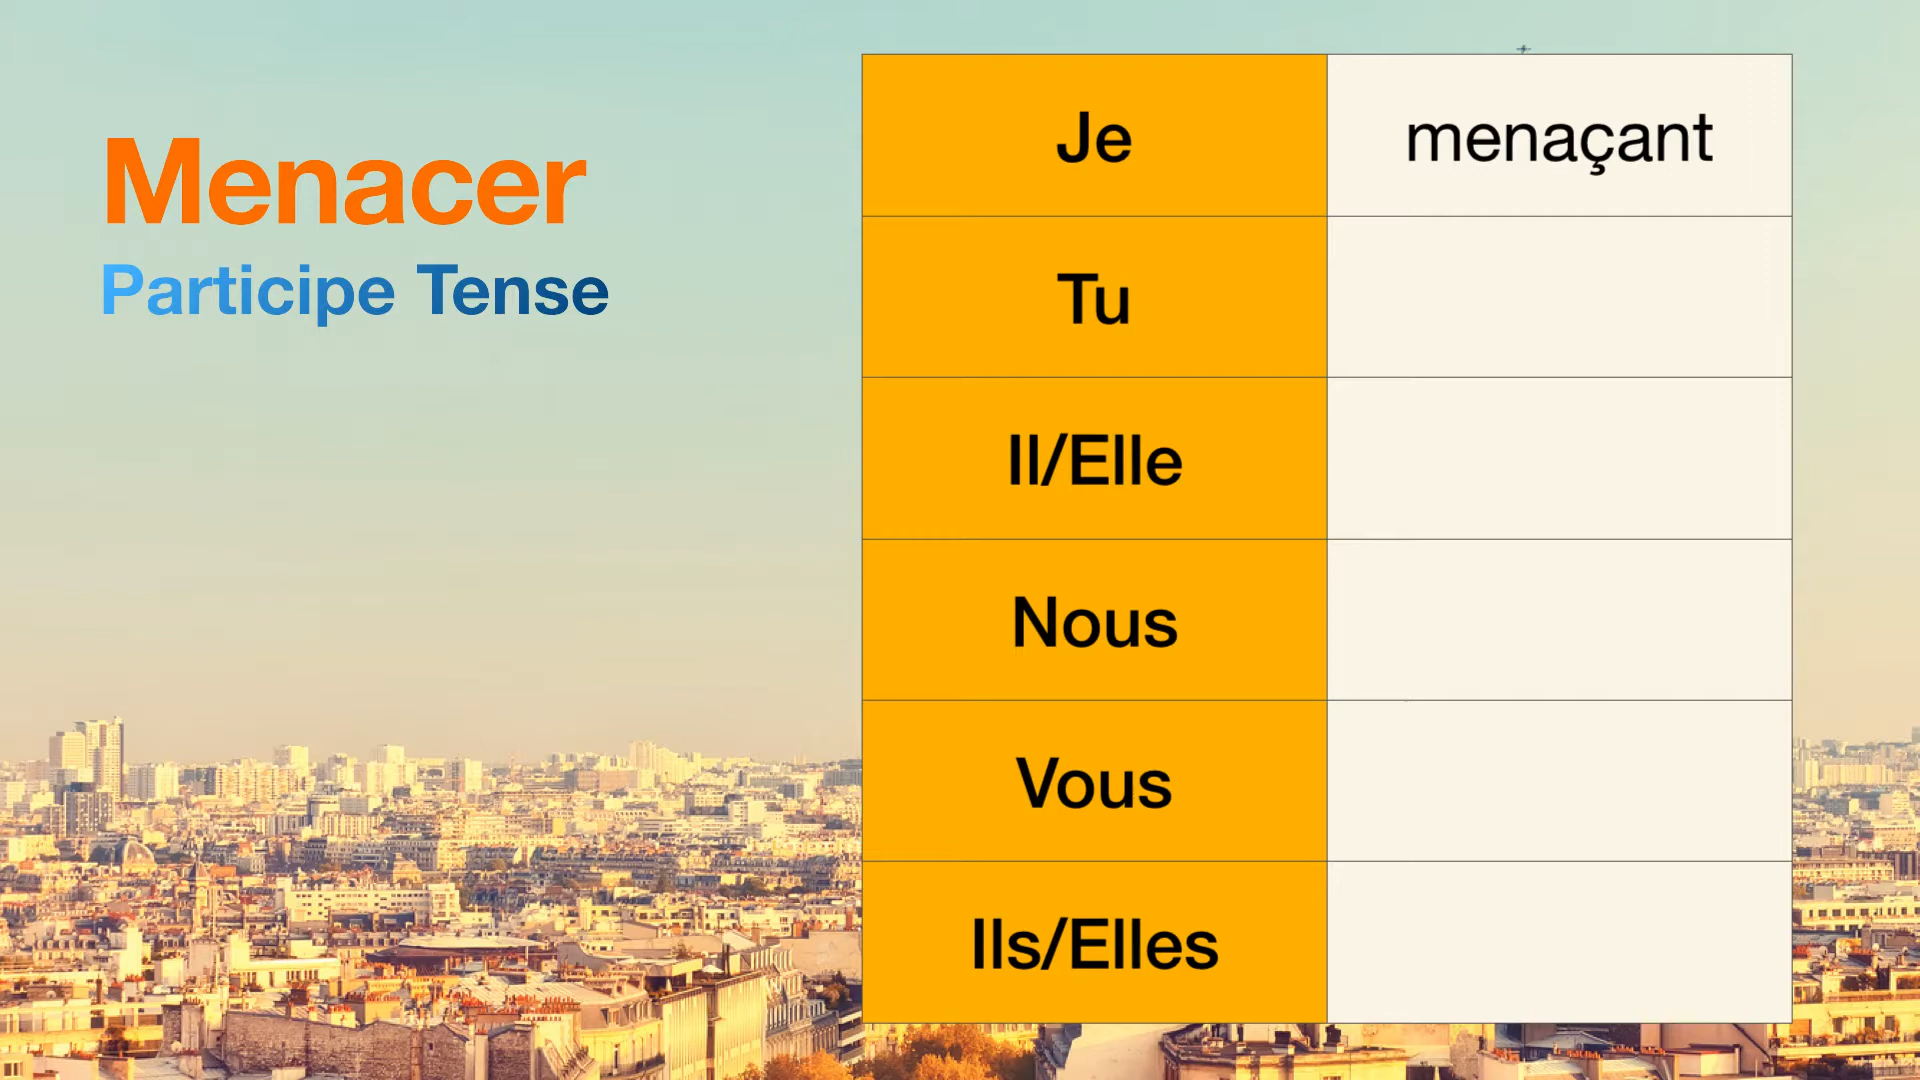 Menacer
Participe Tense
Je menaçant
Tu
Il/Elle
Nous
Vous
Ils/Elles